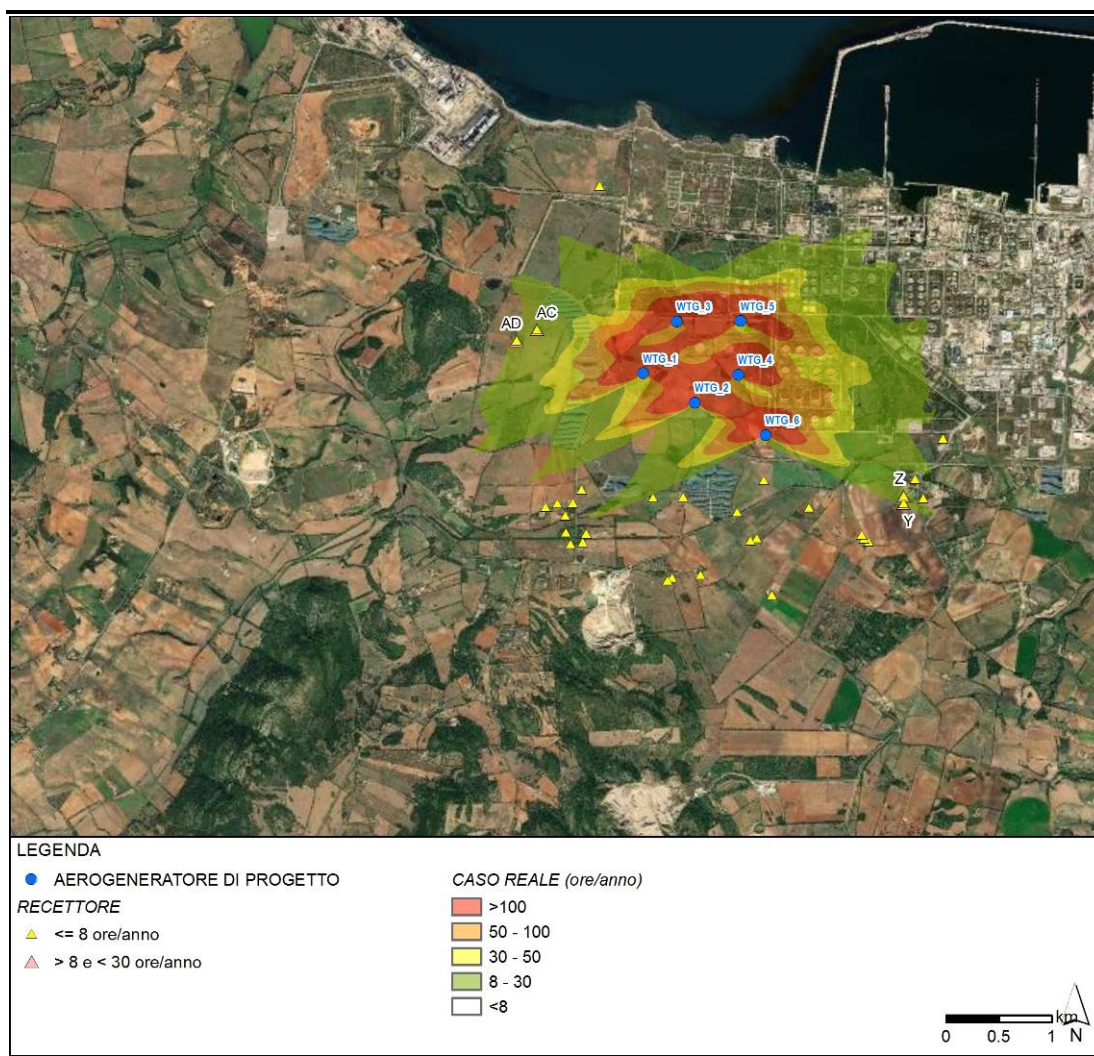 WTG_3
WTG_5
AC
AD
WTG_1
WTG_4
WTG_2
WTG_6
Z
Y
LEGENDA
AEROGENERATORE DI PROGETTO
RECETTORE
<= 8 ore/anno
> 8 e < 30 ore/anno
CASO REALE (ore/anno)
>100
50 - 100
30 - 50
8 - 30
<8
km
0 0.5 1 N